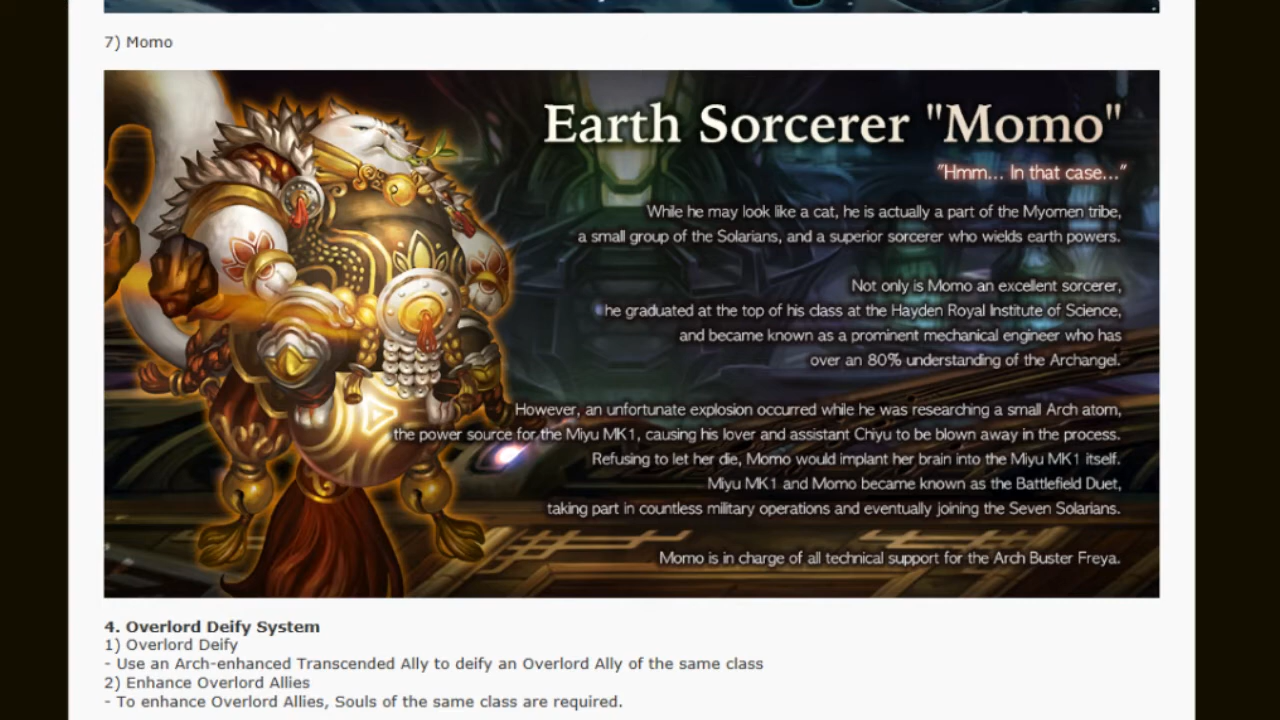 7) Momo
Earth Sorcerer "Momo"
"Hmm... In that case..."
While he may look like a cat, he is actually a part of the Myomen tribe,
a small group of the Solarians, and a superior sorcerer who wields earth powers.
Not only is Momo an excellent sorcerer,
he graduated at the top of his class at the Hayden Royal Institute of Science,
and became known as a prominent mechanical engineer who has
over an 80% understanding of the Archangel.
However, an unfortunate explosion occurred while he was researching a small Arch atom,
the power source for the Miyu MK1, causing his lover and assistant Chiyu to be blown away in the process.
Refusing to let her die, Momo would implant her brain into the Miyu MK1 itself.
Miyu MK1 and Momo became known as the Battlefield Duet,
taking part in countless military operations and eventually joining the Seven Solarians.
Momo is in charge of all technical support for the Arch Buster Freya.
4. Overlord Deify System
1) Overlord Deify
- Use an Arch-enhanced Transcended Ally to deify an Overlord Ally of the same class
2) Enhance Overlord Allies
- To enhance Overlord Allies, Souls of the same class are required.